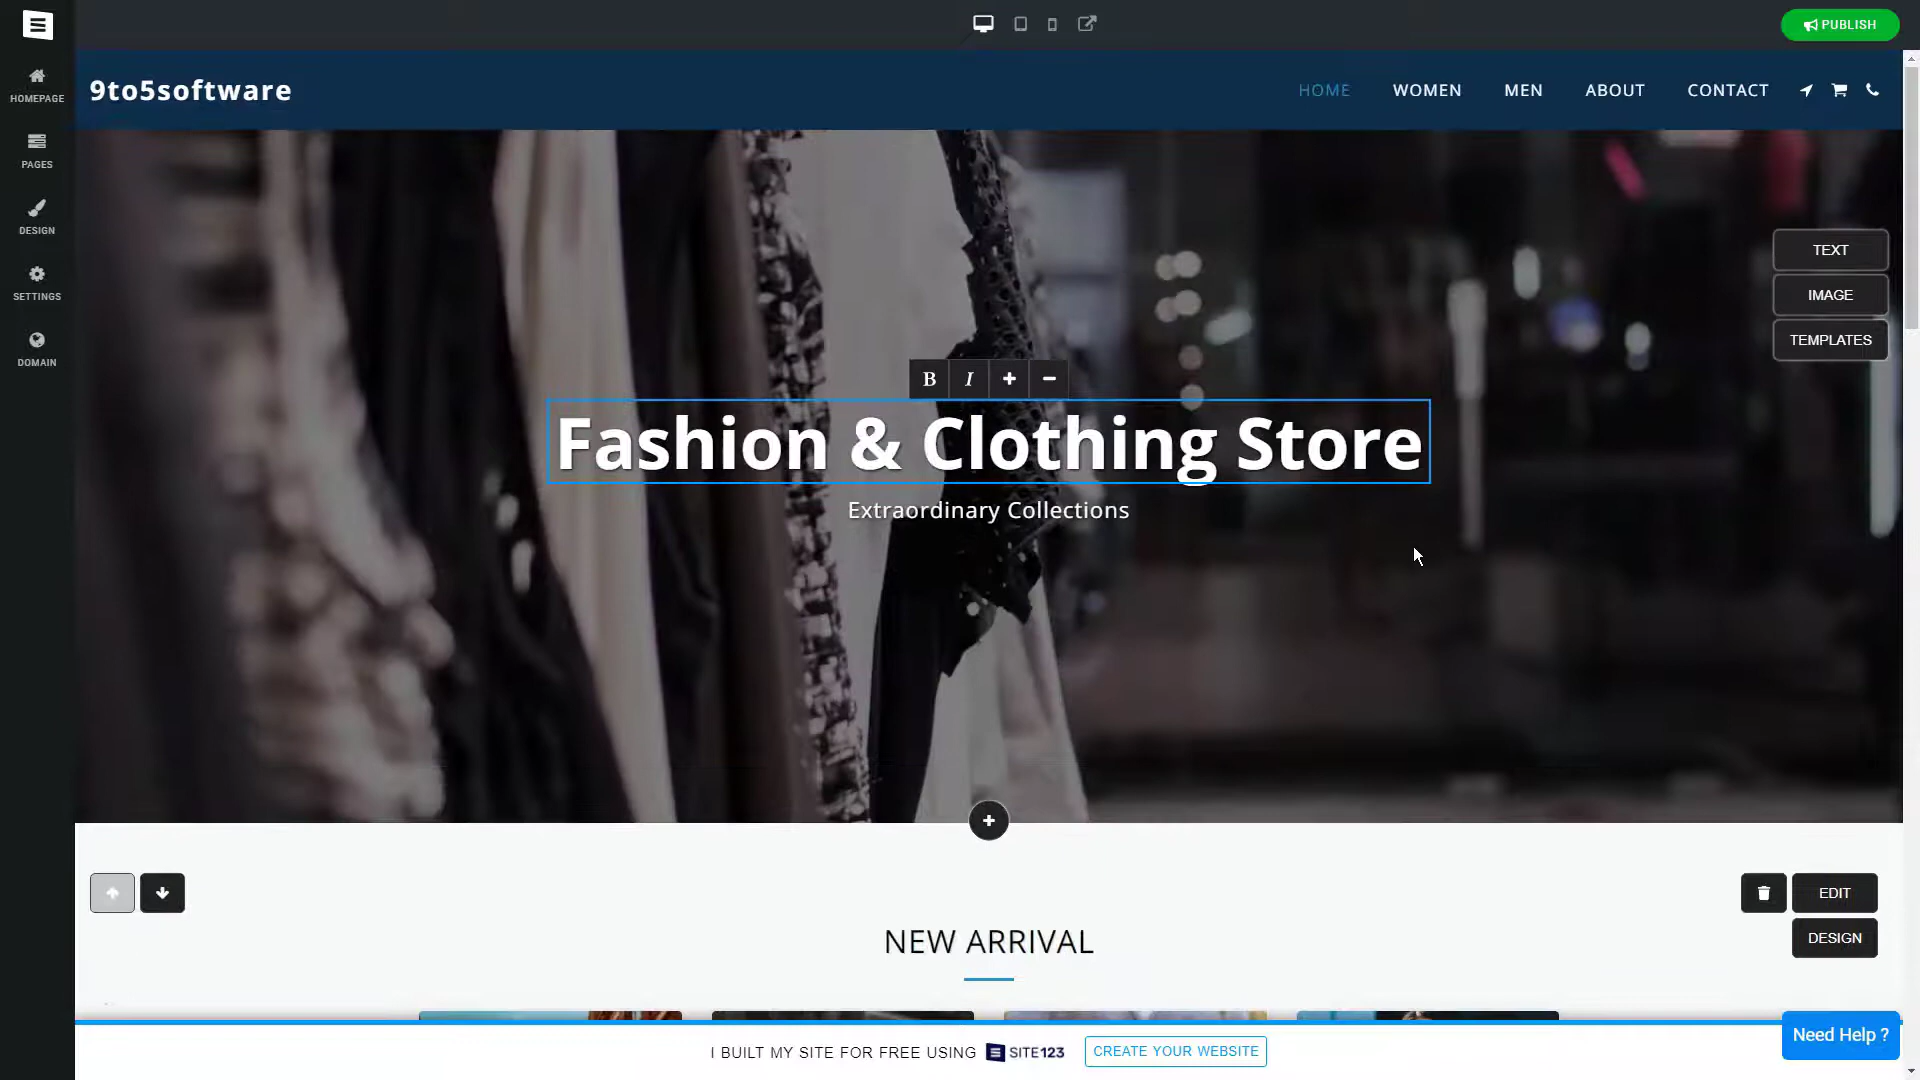 PUBLISH
HOMEPAGE
PAGES
DESIGN
SETTINGS
DOMAIN
9to5software
HOME WOMEN MEN ABOUT CONTACT
TEXT
IMAGE
TEMPLATES
B I
Fashion & Clothing Store
Extraordinary Collections
EDIT
DESIGN
NEW ARRIVAL
I BUILT MY SITE FOR FREE USING SITE123 CREATE YOUR WEBSITE
Need Help ?